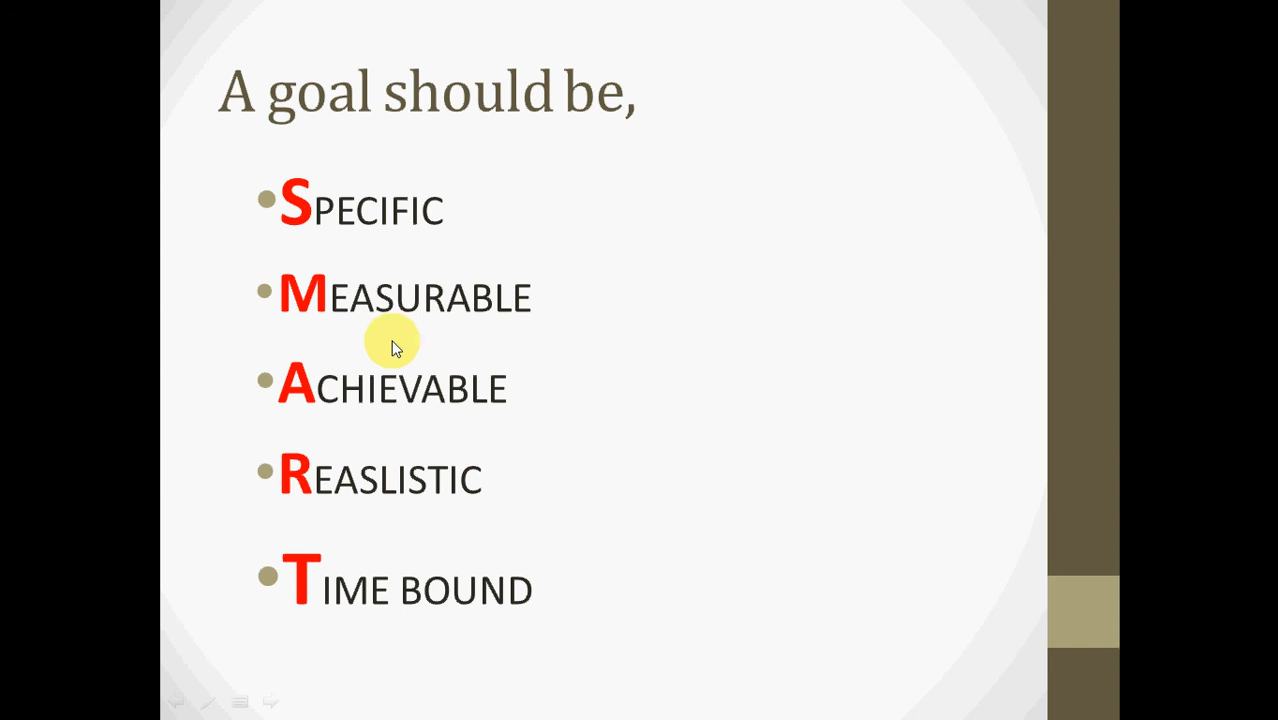 A goal should be,
•SPECIFIC
•MEASURABLE
•ACHIEVABLE
•REASLISTIC
•TIME BOUND